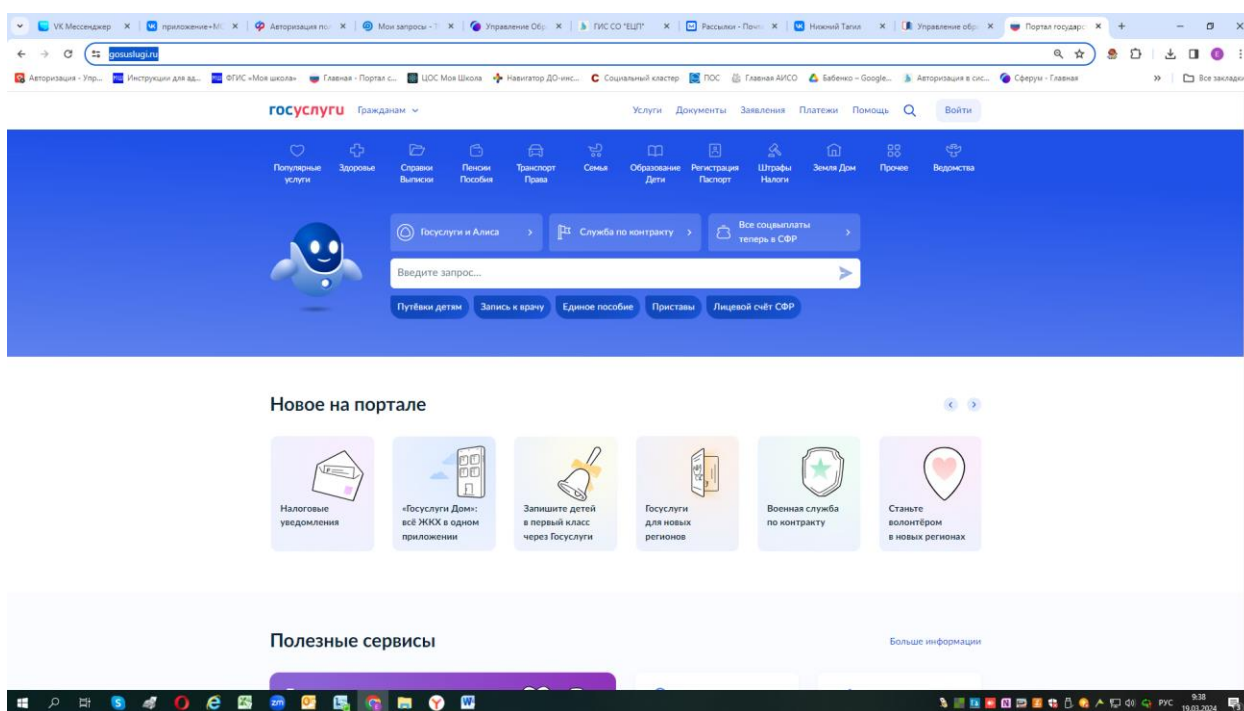 VK Мессенджер
приложение+М
Авторизация по
Мои запросы - Т
Управление Обр
ГИС СО "ЕЦП"
Рассылки - Почт
Нижний Тагил
Управление обр
Портал государс
gosuslugi.ru
Авторизация - Упр...
Инструкции для ад...
ФГИС «Моя школа»
Главная - Портал с...
ЦОС Моя Школа
Навигатор ДО-инс...
Социальный кластер
ПОС
Главная АИСО
Бабенко – Google...
Авторизация в сис...
Сферум - Главная
Все закладки
госуслуги Гражданам Услуги Документы Заявления Платежи Помощь Войти
Популярные
услуги
Здоровье
Справки
Выписки
Пенсии
Пособия
Транспорт
Права
Семья
Образование
Дети
Регистрация
Паспорт
Штрафы
Налоги
Земля Дом
Прочее
Ведомства
Госуслуги и Алиса
Служба по контракту
Все соцвыплаты
теперь в СФР
Введите запрос...
Путёвки детям
Запись к врачу
Единое пособие
Приставы
Лицевой счёт СФР
Новое на портале
Налоговые
уведомления
«Госуслуги Дом»:
всё ЖКХ в одном
приложении
Запишите детей
в первый класс
через Госуслуги
Госуслуги
для новых
регионов
Военная служба
по контракту
Станьте
волонтёром
в новых регионах
Полезные сервисы
Больше информации
РУС
9:38
19.03.2024